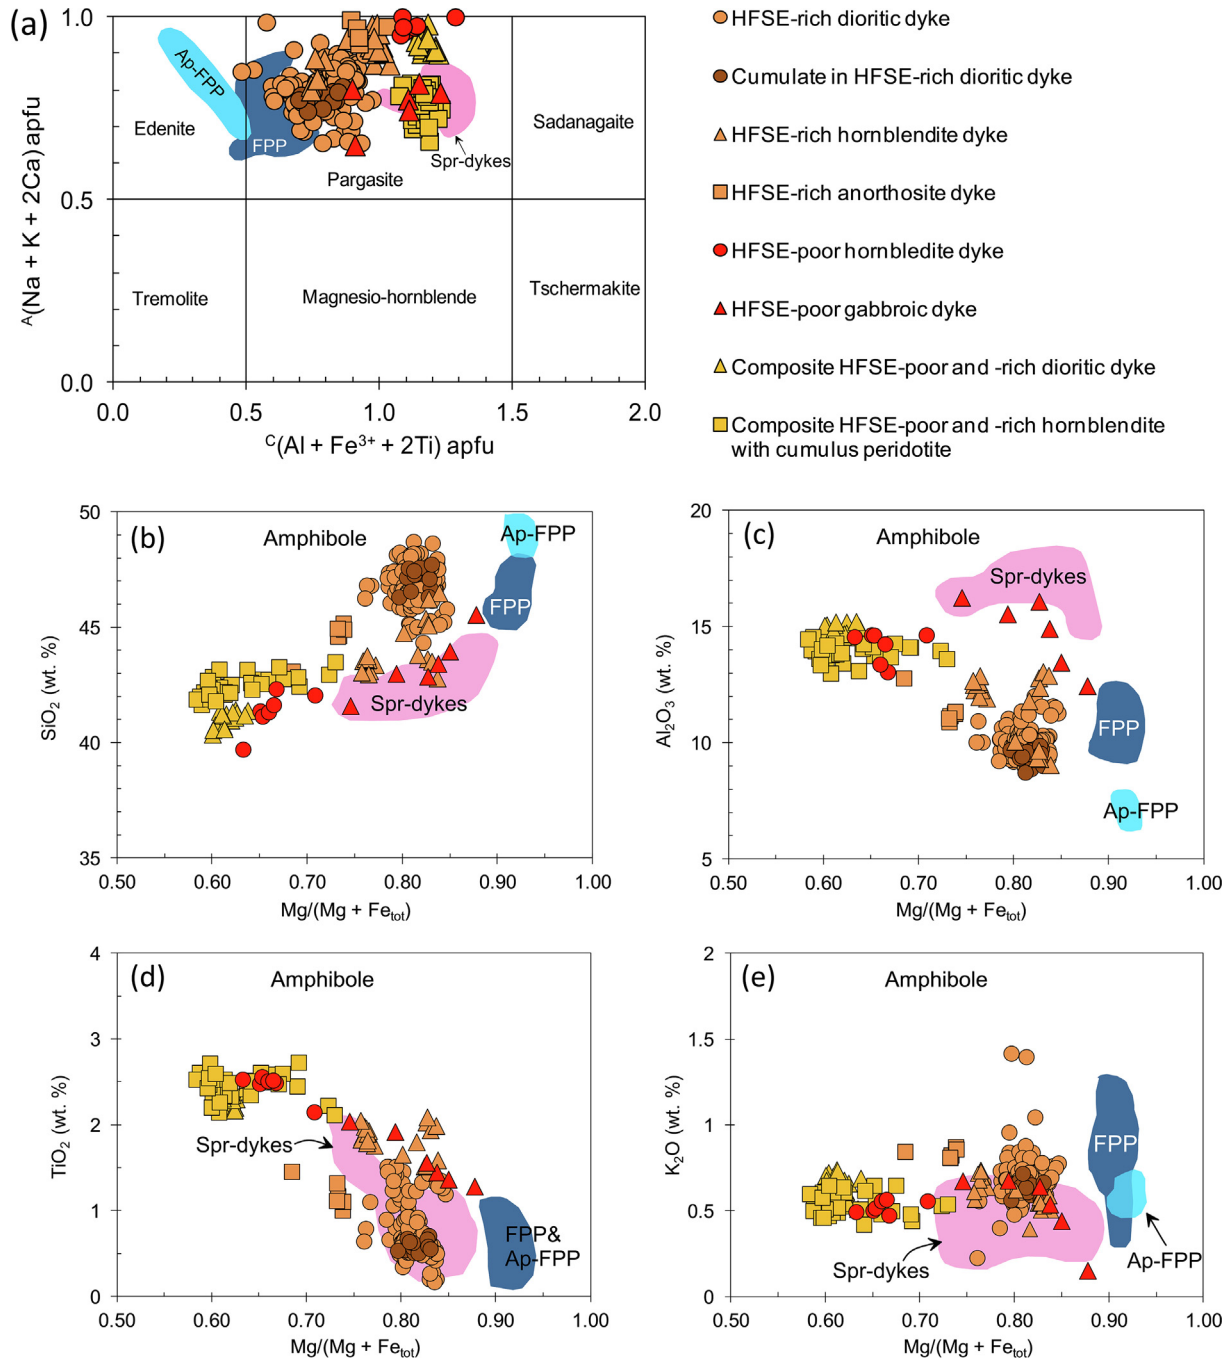 (a)
1.0
0.5
0.0
A(Na + K + 2Ca) apfu
Ap-FPP
Edenite
FPP
Pargasite
Spr-dykes
Sadanagaite
Tremolite
Magnesio-hornblende
Tschermakite
0.0 0.5 1.0 1.5 2.0
C(Al + Fe3+ + 2Ti) apfu
HFSE-rich dioritic dyke
Cumulate in HFSE-rich dioritic dyke
HFSE-rich hornblendite dyke
HFSE-rich anorthosite dyke
HFSE-poor hornbledite dyke
HFSE-poor gabbroic dyke
Composite HFSE-poor and -rich dioritic dyke
Composite HFSE-poor and -rich hornblendite
with cumulus peridotite
(b)
Amphibole
50
45
40
35
SiO2 (wt. %)
Ap-FPP
FPP
Spr-dykes
0.50 0.60 0.70 0.80 0.90 1.00
Mg/(Mg + Fetot)
(c)
Amphibole
20
15
10
5
Al2O3 (wt. %)
Spr-dykes
FPP
Ap-FPP
0.50 0.60 0.70 0.80 0.90 1.00
Mg/(Mg + Fetot)
(d)
Amphibole
4
3
2
1
0
TiO2 (wt. %)
Spr-dykes
FPP&
Ap-FPP
0.50 0.60 0.70 0.80 0.90 1.00
Mg/(Mg + Fetot)
(e)
Amphibole
2
1.5
1
0.5
0
K2O (wt. %)
FPP
Spr-dykes
Ap-FPP
0.50 0.60 0.70 0.80 0.90 1.00
Mg/(Mg + Fetot)